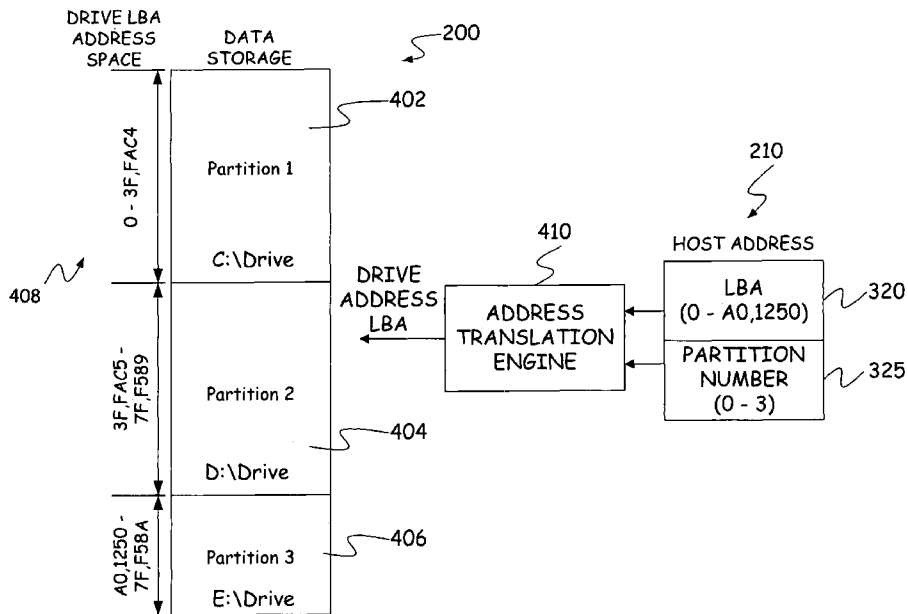 DRIVE LBA
ADDRESS
SPACE
DATA
STORAGE
200
402
0 - 3F,FAC4
Partition 1
C:\Drive
408
210
HOST ADDRESS
410
DRIVE
ADDRESS
LBA
ADDRESS
TRANSLATION
ENGINE
LBA
(0 - A0,1250)
320
PARTITION
NUMBER
(0 - 3)
325
3F,FAC5 -
7F,F589
Partition 2
404
D:\Drive
A0,1250 -
7F,F58A
Partition 3
406
E:\Drive